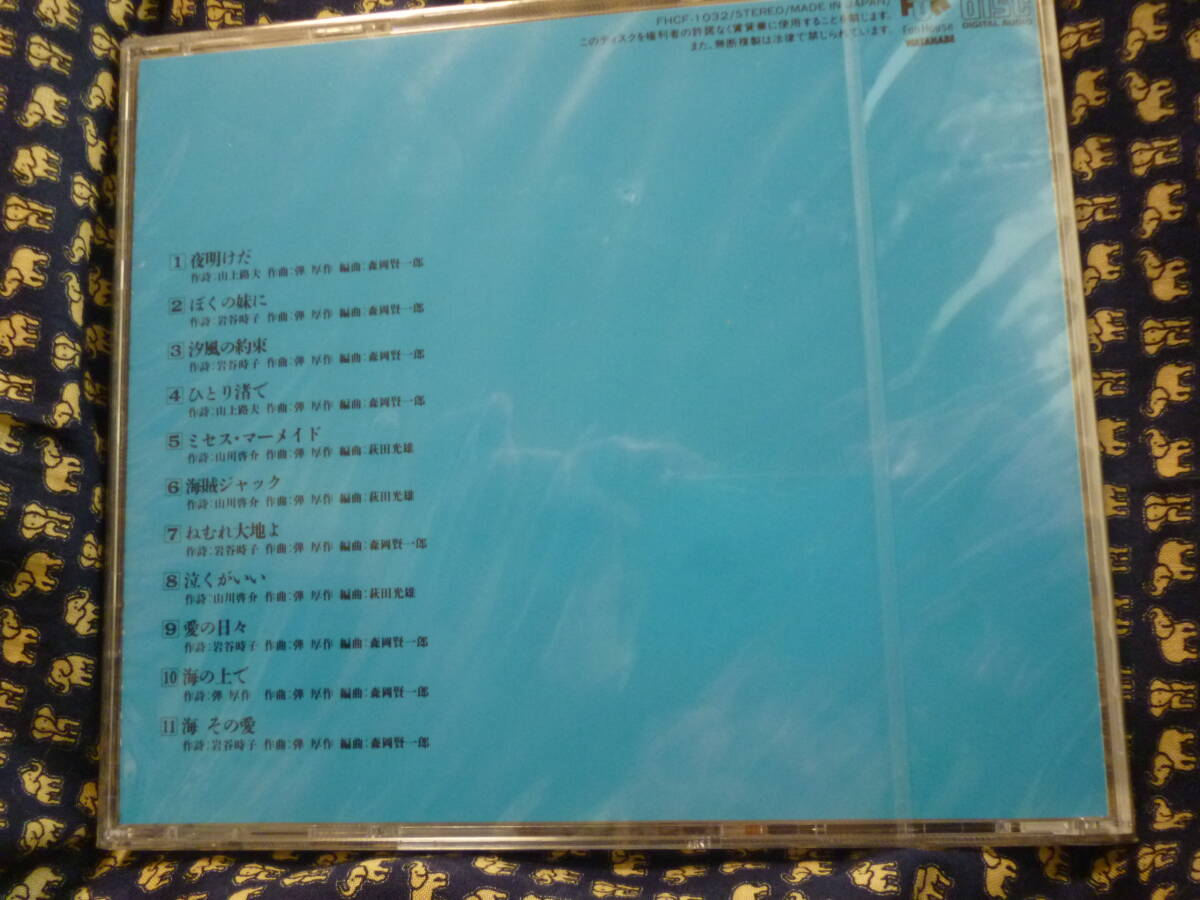 FHCF-1032/STEREO/MADE IN JAPAN/
このディスクを権利者の許諾なく賃貸業に使用することを禁じます。
また、無断複製は法律で禁じられています。
Fun House
WATANABE
DISC
DIGITAL AUDIO
1 夜明けだ
作詩:山上路夫 作曲:弾 厚作 編曲:森岡賢一郎
2 ぼくの妹に
作詩:岩谷時子 作曲:弾 厚作 編曲:森岡賢一郎
3 汐風の約束
作詩:岩谷時子 作曲:弾 厚作 編曲:森岡賢一郎
4 ひとり渚で
作詩:山上路夫 作曲:弾 厚作 編曲:森岡賢一郎
5 ミセス・マーメイド
作詩:山川啓介 作曲:弾 厚作 編曲:萩田光雄
6 海賊ジャック
作詩:山川啓介 作曲:弾 厚作 編曲:萩田光雄
7 ねむれ大地よ
作詩:岩谷時子 作曲:弾 厚作 編曲:森岡賢一郎
8 泣くがいい
作詩:山川啓介 作曲:弾 厚作 編曲:萩田光雄
9 愛の日々
作詩:岩谷時子 作曲:弾 厚作 編曲:森岡賢一郎
10 海の上で
作詩:弾 厚作 作曲:弾 厚作 編曲:森岡賢一郎
11 海 その愛
作詩:岩谷時子 作曲:弾 厚作 編曲:森岡賢一郎